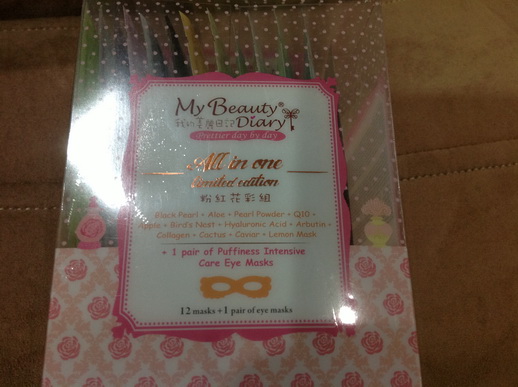 My Beauty® Diary
我的美麗日記
Prettier day by day
All in one
limited edition
粉紅花彩組
Black Pearl + Aloe + Pearl Powder + Q10 +
Apple + Bird's Nest + Hyaluronic Acid + Arbutin +
Collagen + Cactus + Caviar + Lemon Mask
+ 1 pair of Puffiness Intensive
Care Eye Masks
12 masks + 1 pair of eye masks